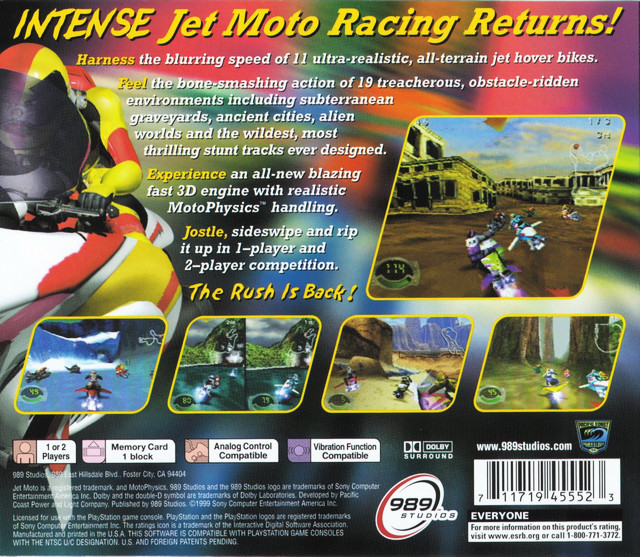 INTENSE Jet Moto Racing Returns!
Harness the blurring speed of 11 ultra-realistic, all-terrain jet hover bikes.
Feel the bone-smashing action of 19 treacherous, obstacle-ridden
environments including subterranean
graveyards, ancient cities, alien
worlds and the wildest, most
thrilling stunt tracks ever designed.
Experience an all-new blazing
fast 3D engine with realistic
MotoPhysics™ handling.
Jostle, sideswipe and rip
it up in 1–player and
2–player competition.
The Rush Is Back!
174
49
80
79
45
1 or 2
Players
Memory Card
1 block
Analog Control
Compatible
Vibration Function
Compatible
DOLBY
SURROUND
www.989studios.com
989 Studios, 989 East Hillsdale Blvd., Foster City, CA 94404
Jet Moto is a registered trademark, and MotoPhysics, 989 Studios and the 989 Studios logo are trademarks of Sony Computer
Entertainment America Inc. Dolby and the double-D symbol are trademarks of Dolby Laboratories. Developed by Pacific
Coast Power and Light Company. Published by 989 Studios. ©1999 Sony Computer Entertainment America Inc.
Licensed for use with the PlayStation game console. PlayStation and the PlayStation logos are registered trademarks
of Sony Computer Entertainment Inc. The ratings icon is a trademark of the Interactive Digital Software Association.
Manufactured and printed in the U.S.A. THIS SOFTWARE IS COMPATIBLE WITH PLAYSTATION GAME CONSOLES
WITH NTSC U/C DESIGNATION. U.S. AND FOREIGN PATENTS PENDING.
989
STUDIOS
7 11719 45552 3
EVERYONE
For more information on this product's rating,
visit www.esrb.org or call 1-800-771-3772.